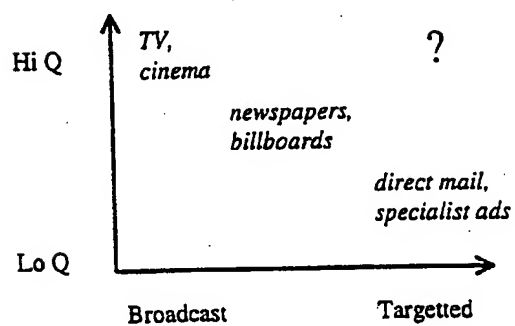 Hi Q
TV,
cinema
?
newspapers,
billboards
direct mail,
specialist ads
Lo Q
Broadcast
Targetted